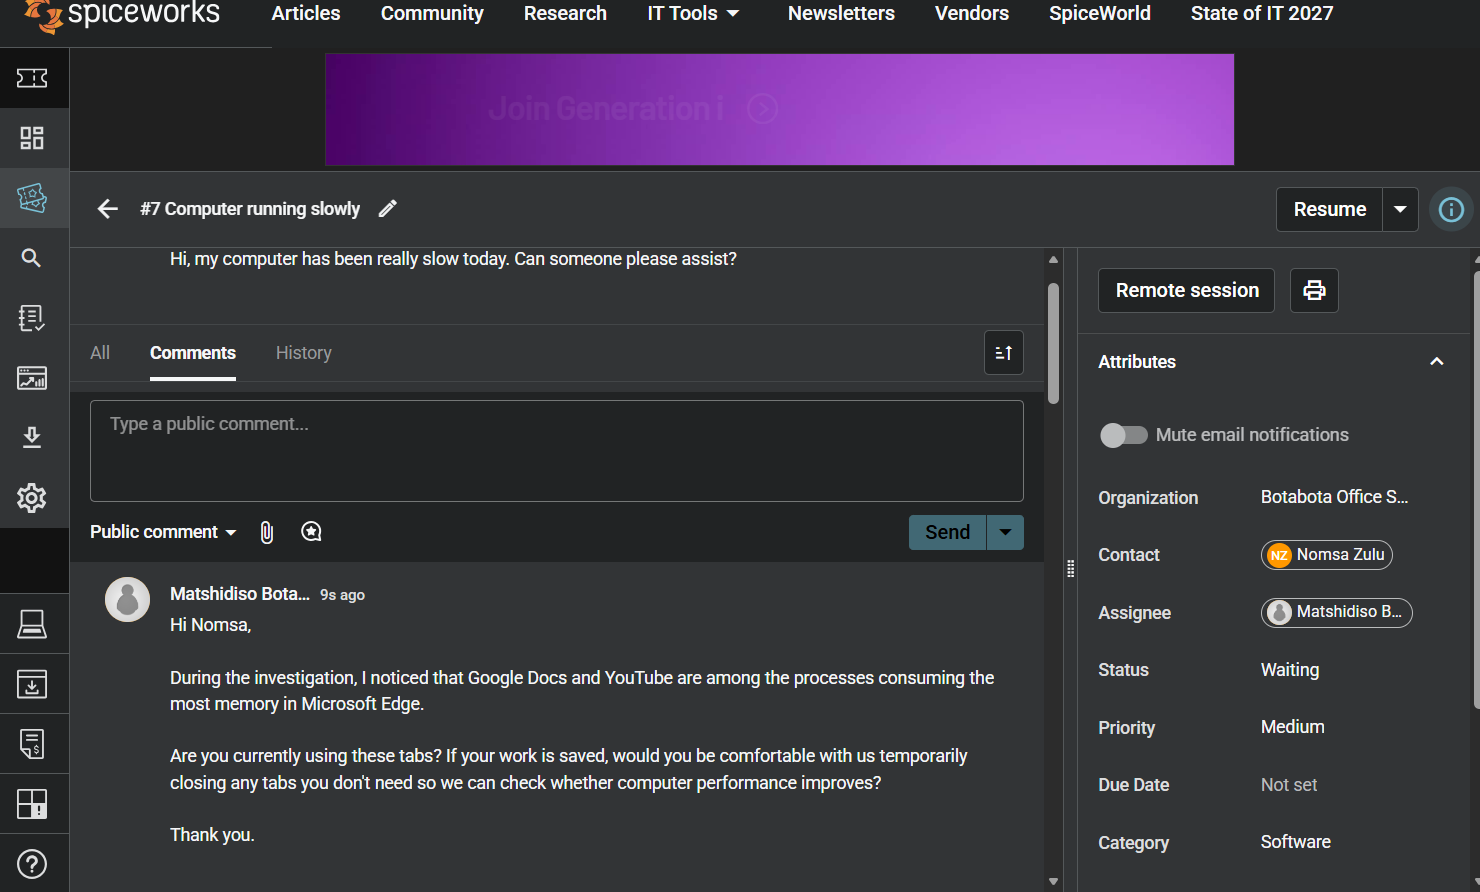 spiceworks
Articles
Community
Research
IT Tools
Newsletters
Vendors
SpiceWorld
State of IT 2027
Join Generation i
#7 Computer running slowly
Resume
Hi, my computer has been really slow today. Can someone please assist?
All
Comments
History
Type a public comment...
Public comment
Send
Matshidiso Bota... 9s ago
Hi Nomsa,
During the investigation, I noticed that Google Docs and YouTube are among the processes consuming the
most memory in Microsoft Edge.
Are you currently using these tabs? If your work is saved, would you be comfortable with us temporarily
closing any tabs you don't need so we can check whether computer performance improves?
Thank you.
Remote session
Attributes
Mute email notifications
Organization Botabota Office S...
Contact NZ Nomsa Zulu
Assignee Matshidiso B...
Status Waiting
Priority Medium
Due Date Not set
Category Software